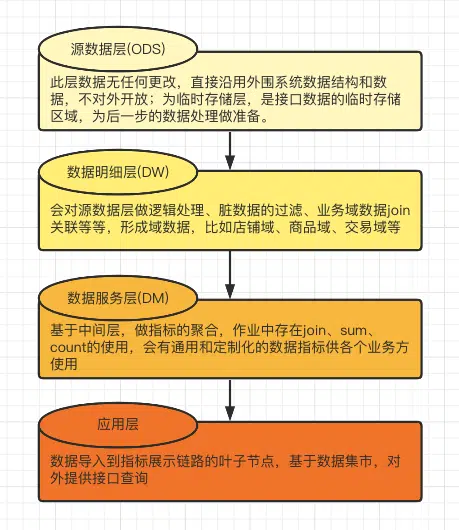 源数据层(ODS)
此层数据无任何更改，直接沿用外围系统数据结构和数
据，不对外开放；为临时存储层，是接口数据的临时存储
区域，为后一步的数据处理做准备。
数据明细层(DW)
会对源数据层做逻辑处理、脏数据的过滤、业务域数据join
关联等等，形成域数据，比如店铺域、商品域、交易域等
数据服务层(DM)
基于中间层，做指标的聚合，作业中存在join、sum、
count的使用，会有通用和定制化的数据指标供各个业务方
使用
应用层
数据导入到指标展示链路的叶子节点，基于数据集市，对
外提供接口查询